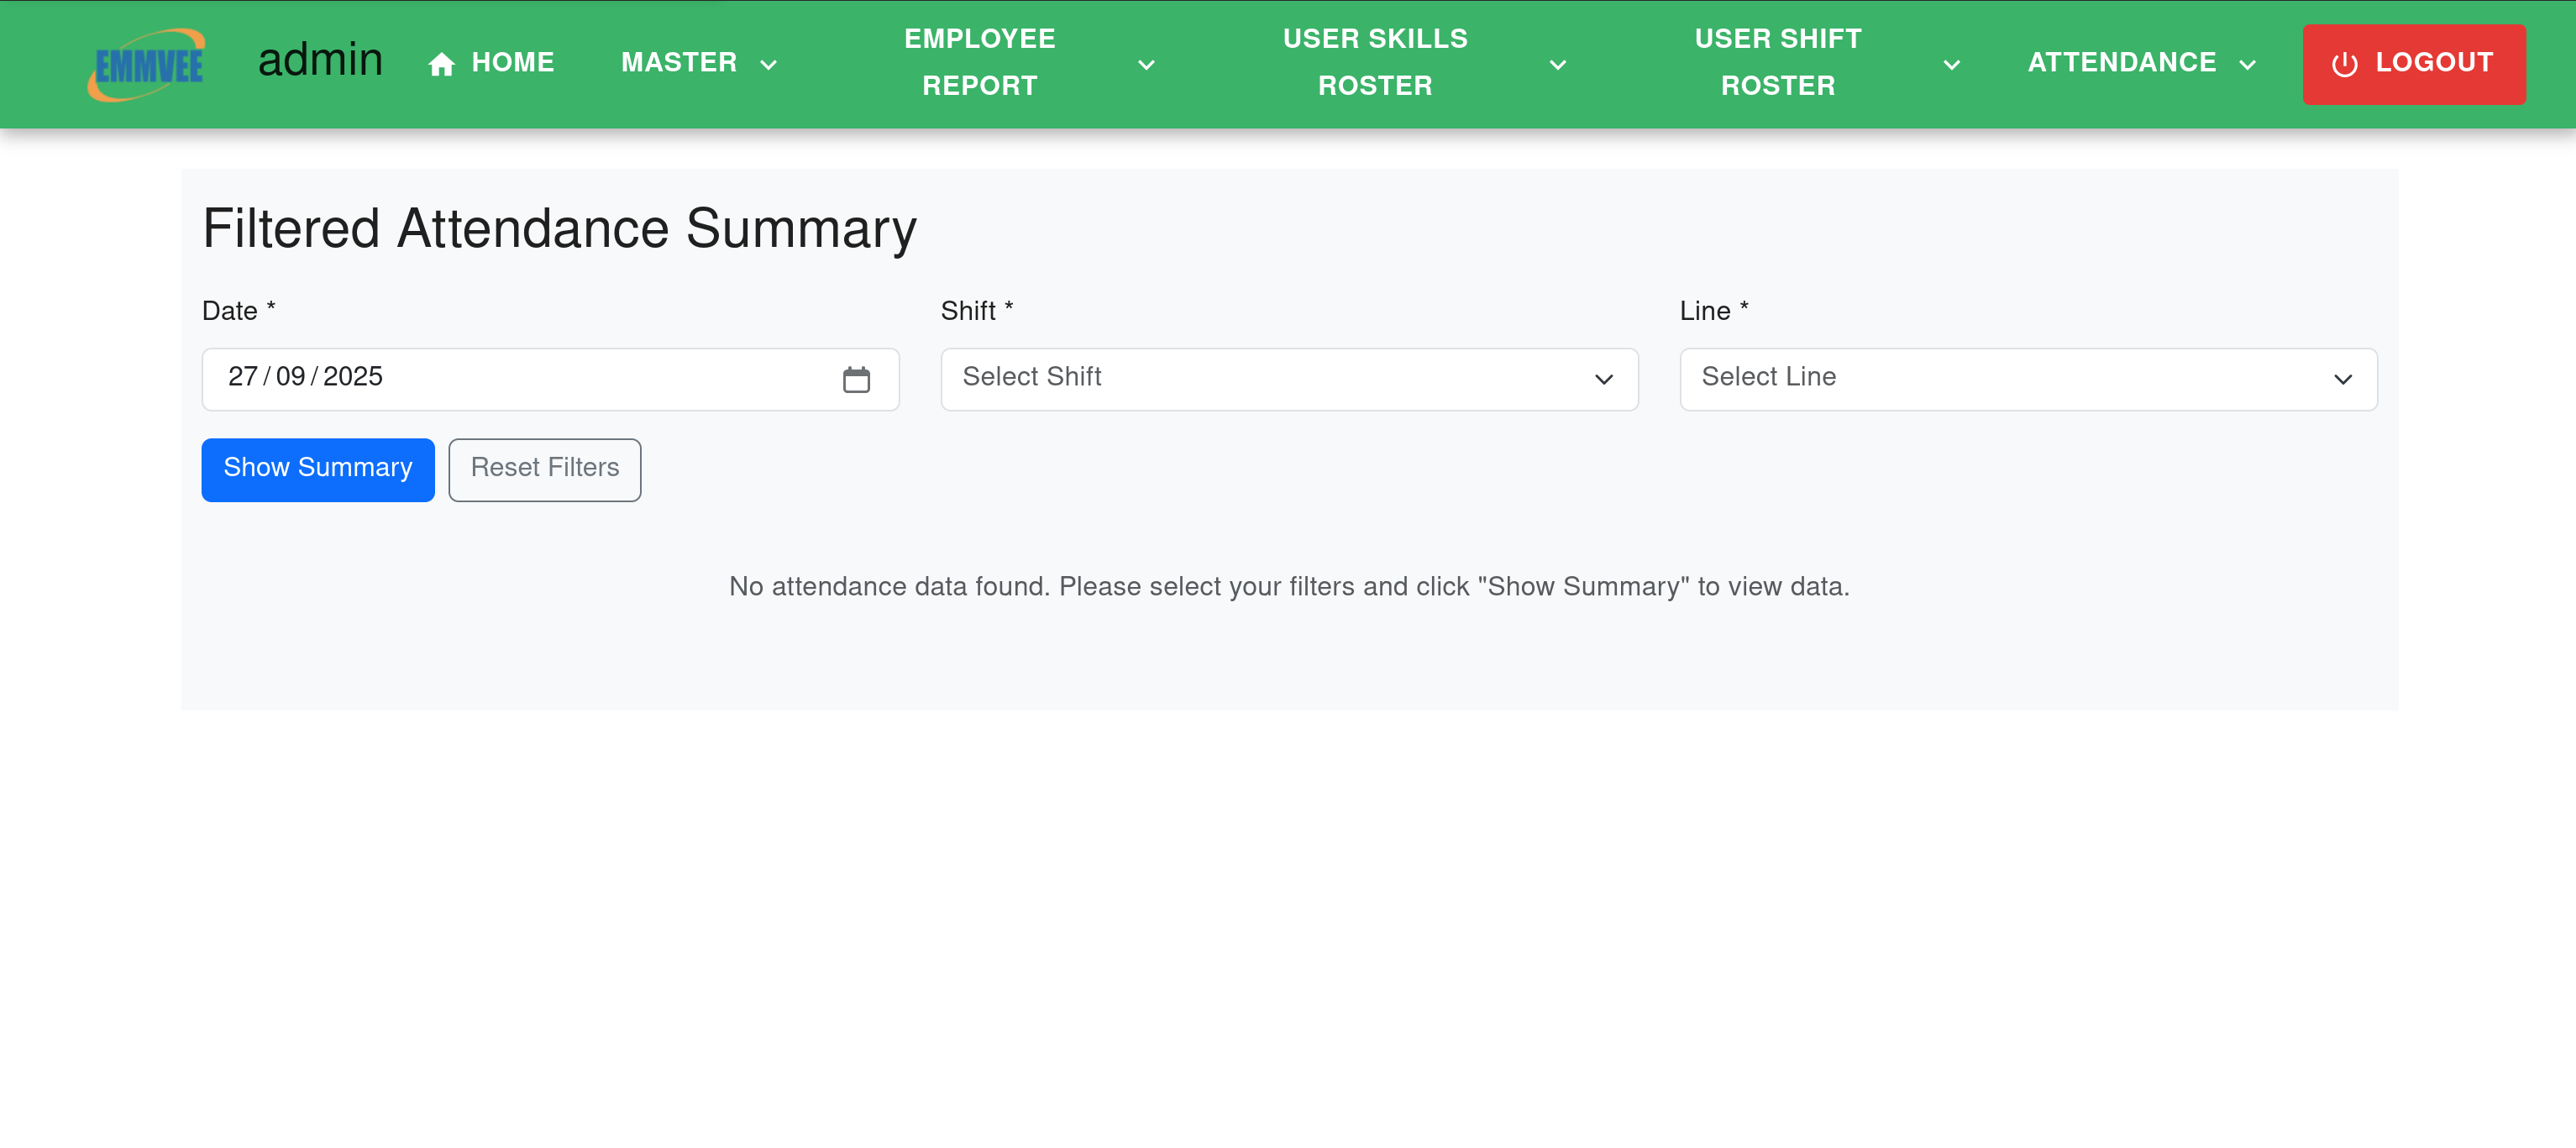 EMMVEE
admin
HOME
MASTER
EMPLOYEE
REPORT
USER SKILLS
ROSTER
USER SHIFT
ROSTER
ATTENDANCE
LOGOUT
Filtered Attendance Summary
Date *
Shift *
Line *
27/09/2025
Select Shift
Select Line
Show Summary
Reset Filters
No attendance data found. Please select your filters and click "Show Summary" to view data.